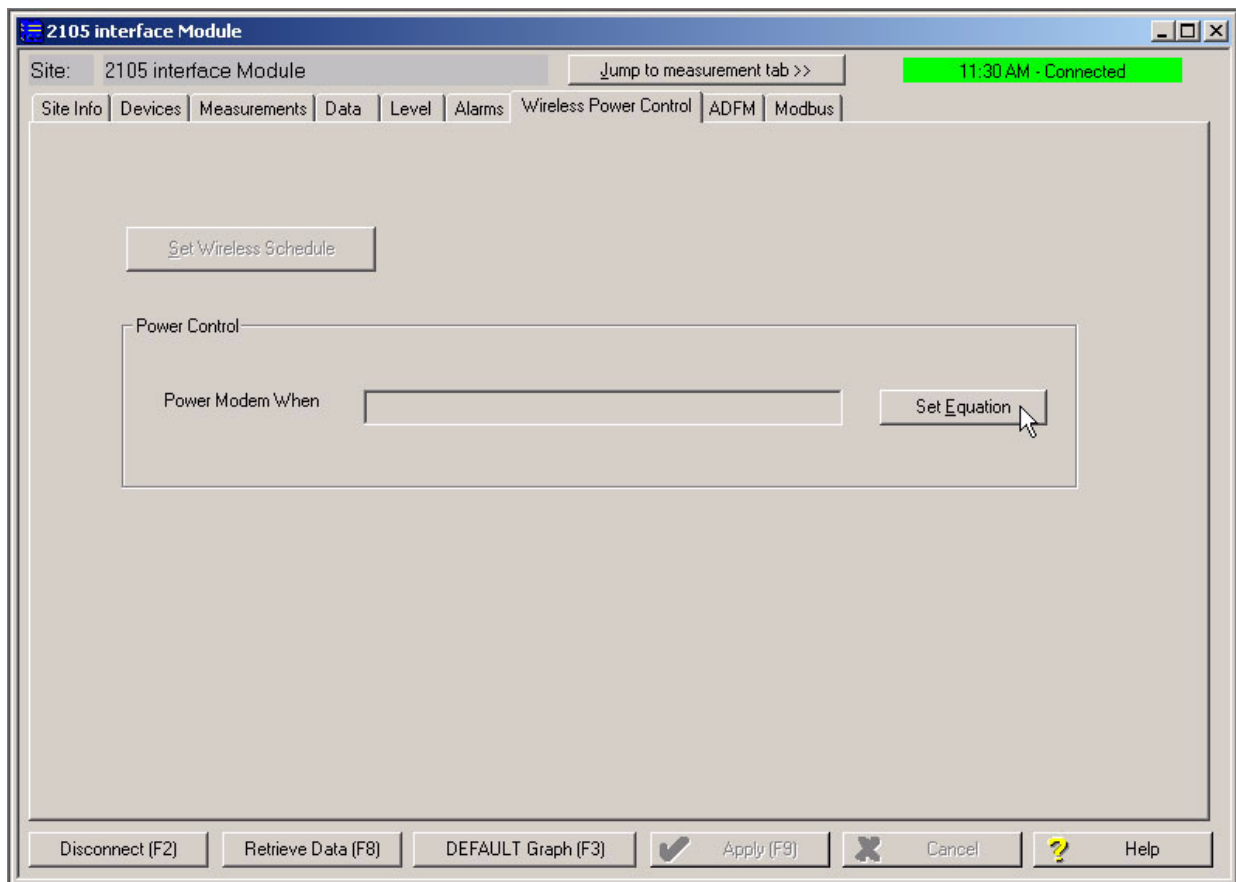 2105 interface Module
Site: 2105 interface Module Jump to measurement tab >> 11:30 AM - Connected
Site Info Devices Measurements Data Level Alarms Wireless Power Control ADFM Modbus
Set Wireless Schedule
Power Control
Power Modem When Set Equation
Disconnect (F2) Retrieve Data (F8) DEFAULT Graph (F3) Apply (F9) Cancel ? Help